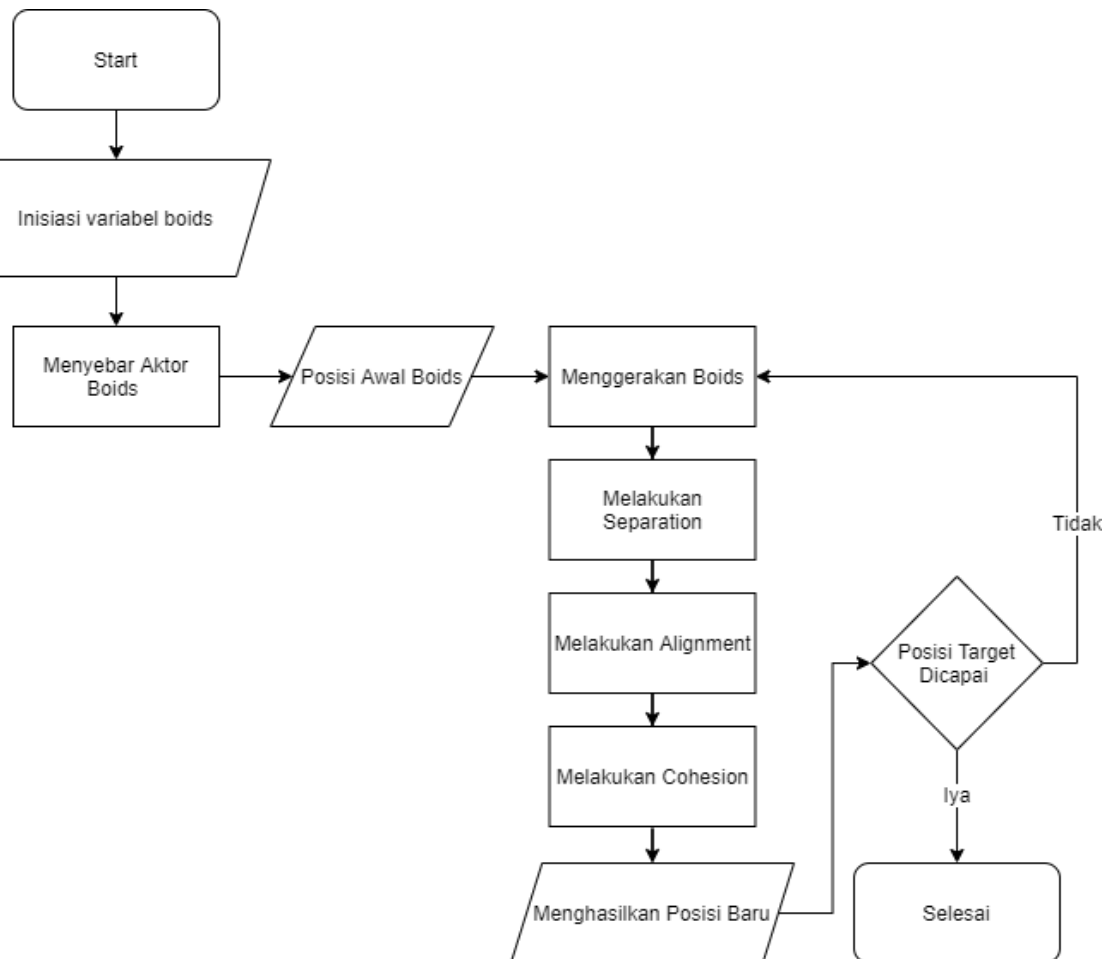 Start
Inisiasi variabel boids
Menyebar Aktor
Boids
Posisi Awal Boids
Menggerakan Boids
Melakukan
Separation
Melakukan Alignment
Melakukan Cohesion
Menghasilkan Posisi Baru
Posisi Target
Dicapai
Tidak
Iya
Selesai